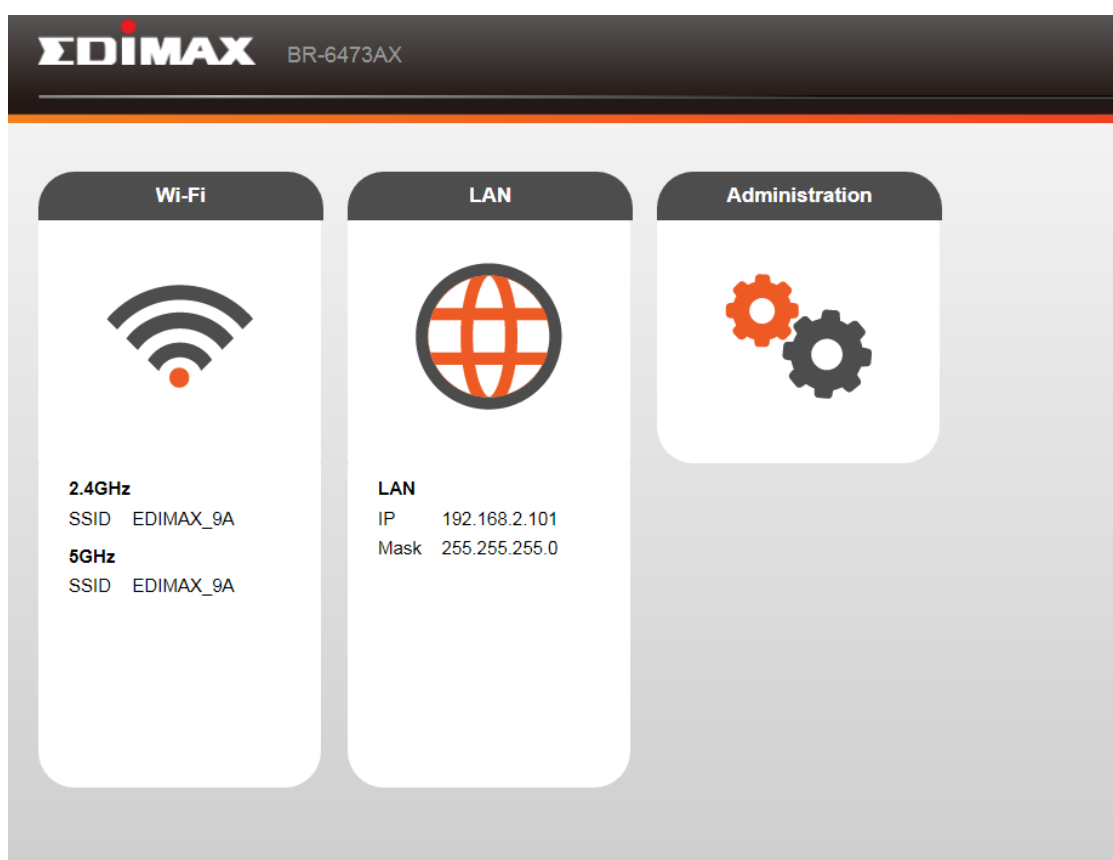 EDIMAX BR-6473AX
Wi-Fi
2.4GHz
SSID EDIMAX_9A
5GHz
SSID EDIMAX_9A
LAN
LAN
IP 192.168.2.101
Mask 255.255.255.0
Administration